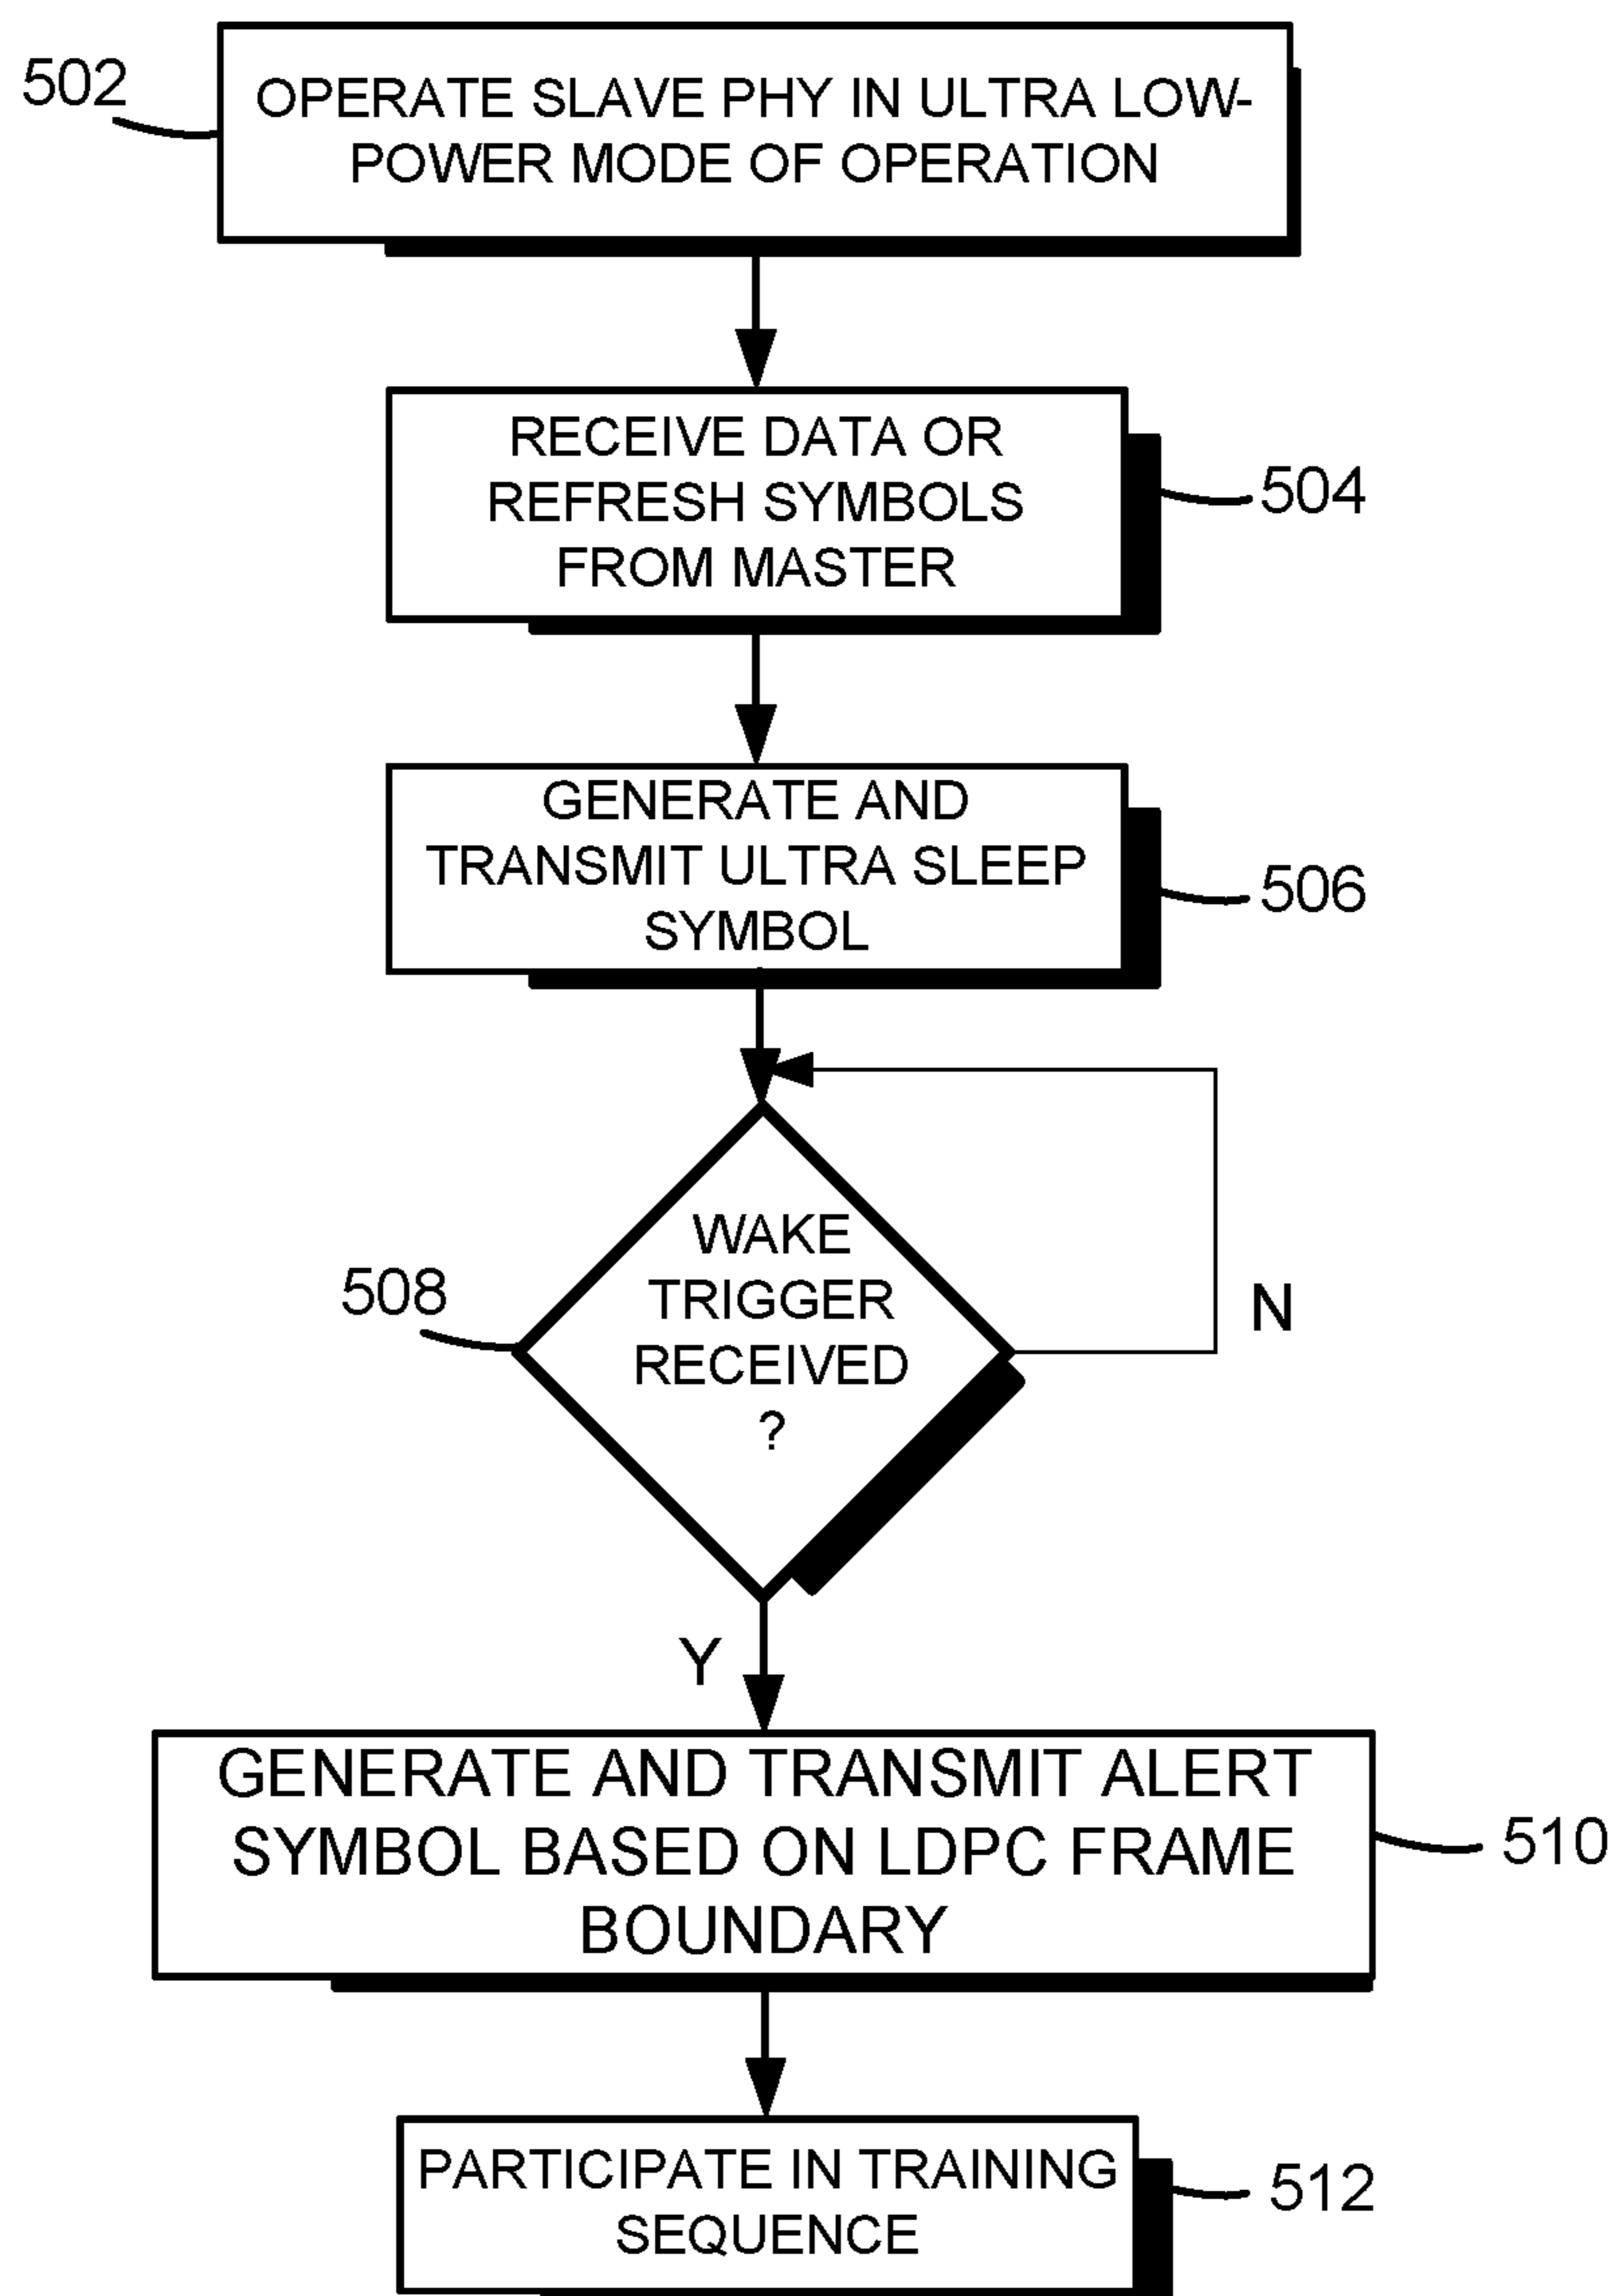 502
OPERATE SLAVE PHY IN ULTRA LOW-
POWER MODE OF OPERATION
RECEIVE DATA OR
REFRESH SYMBOLS
FROM MASTER
504
GENERATE AND
TRANSMIT ULTRA SLEEP
SYMBOL
506
WAKE
TRIGGER
RECEIVED
?
508
N
Y
GENERATE AND TRANSMIT ALERT
SYMBOL BASED ON LDPC FRAME
BOUNDARY
510
PARTICIPATE IN TRAINING
SEQUENCE
512